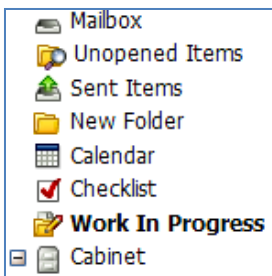 Mailbox
Unopened Items
Sent Items
New Folder
Calendar
Checklist
Work In Progress
Cabinet